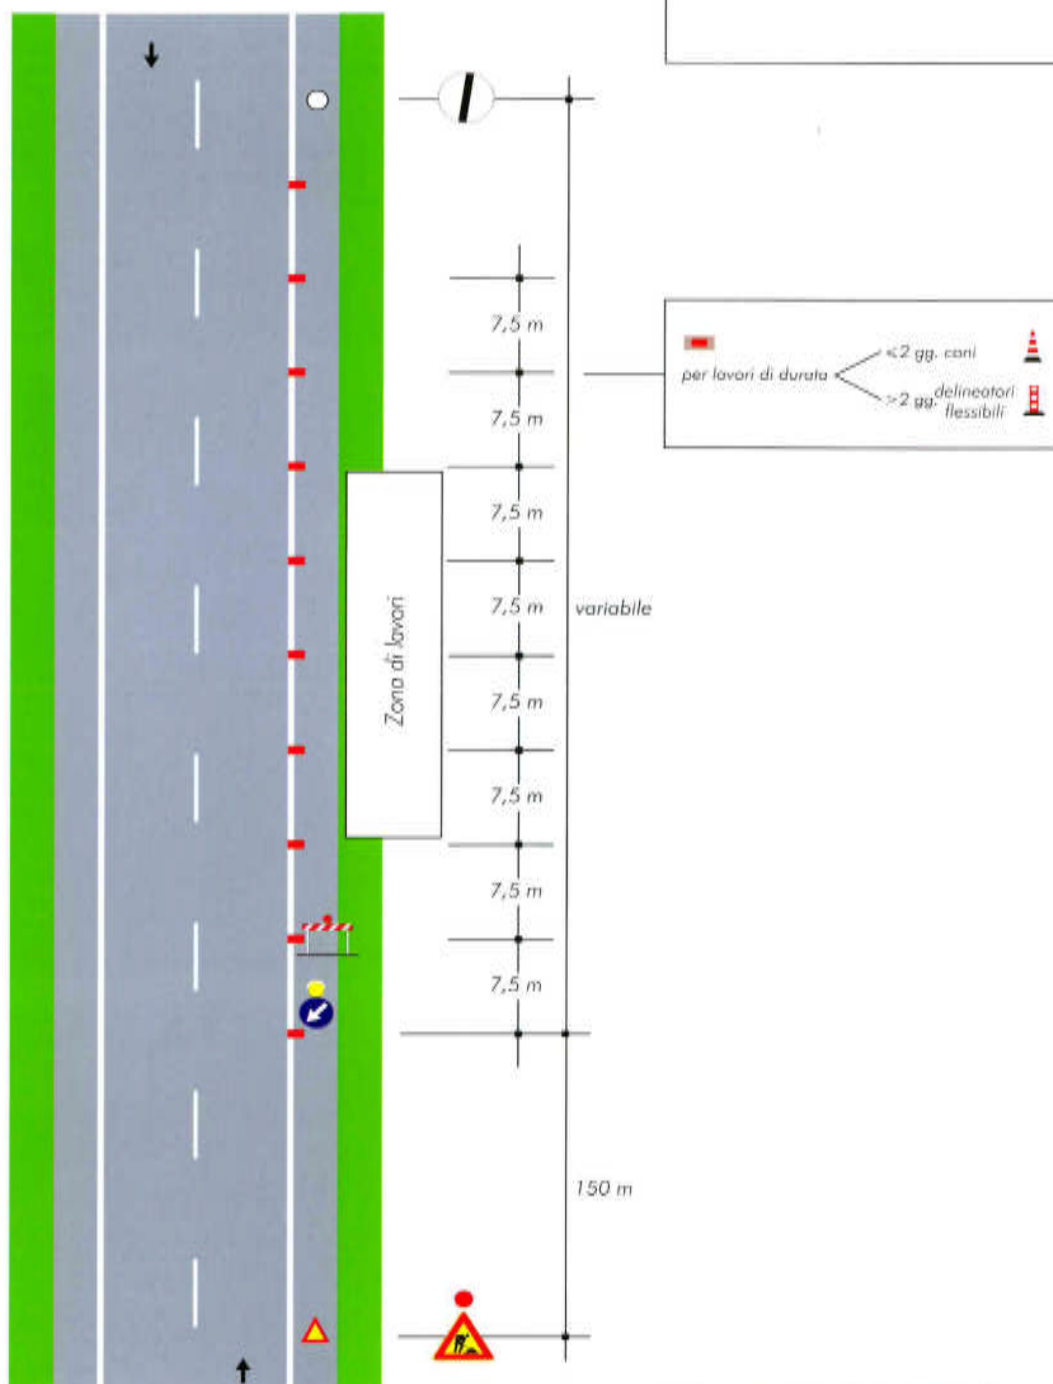 7,5 m
7,5 m
7,5 m
7,5 m
7,5 m
7,5 m
7,5 m
7,5 m
variabile
150 m
Zona di lavori
per lavori di durata
≤2 gg. coni
>2 gg. delineatori
flessibili